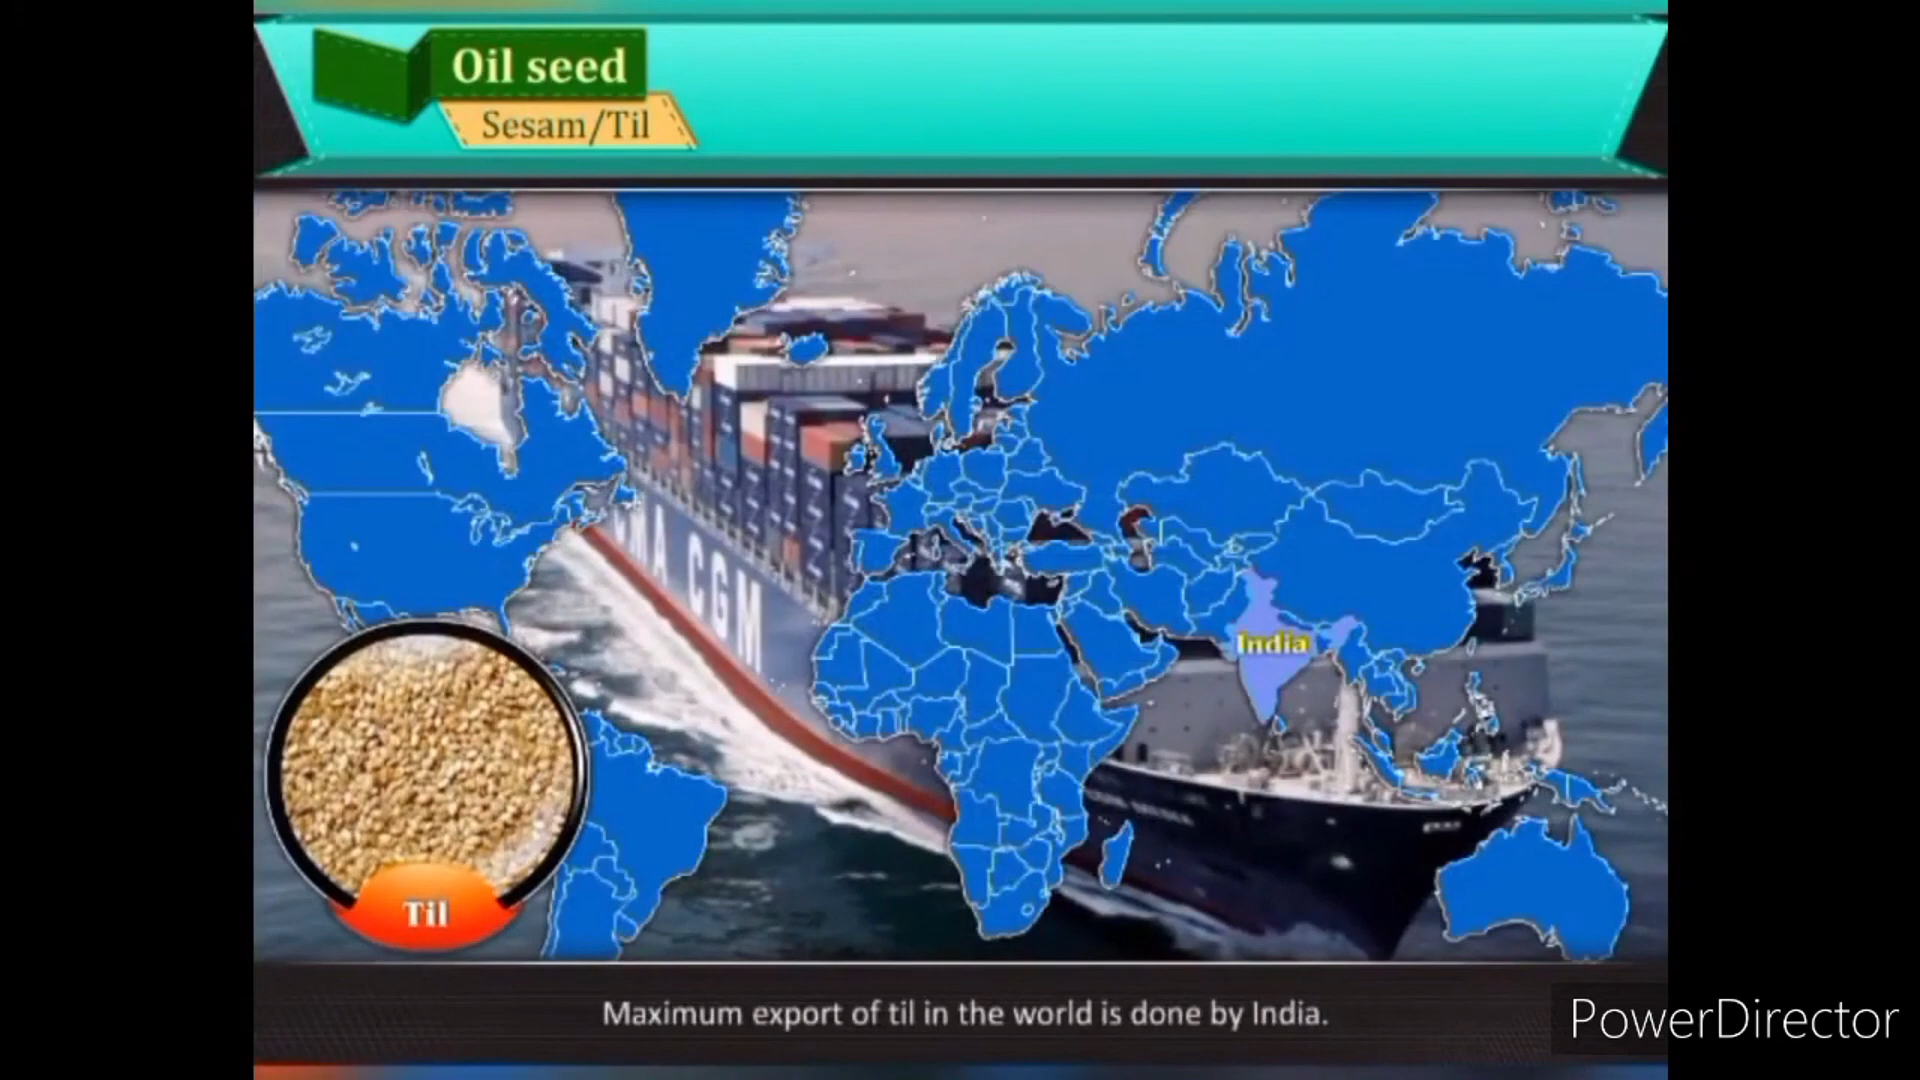 Oil seed
Sesam/Til
CMA CGM
India
Til
Maximum export of til in the world is done by India.
PowerDirector